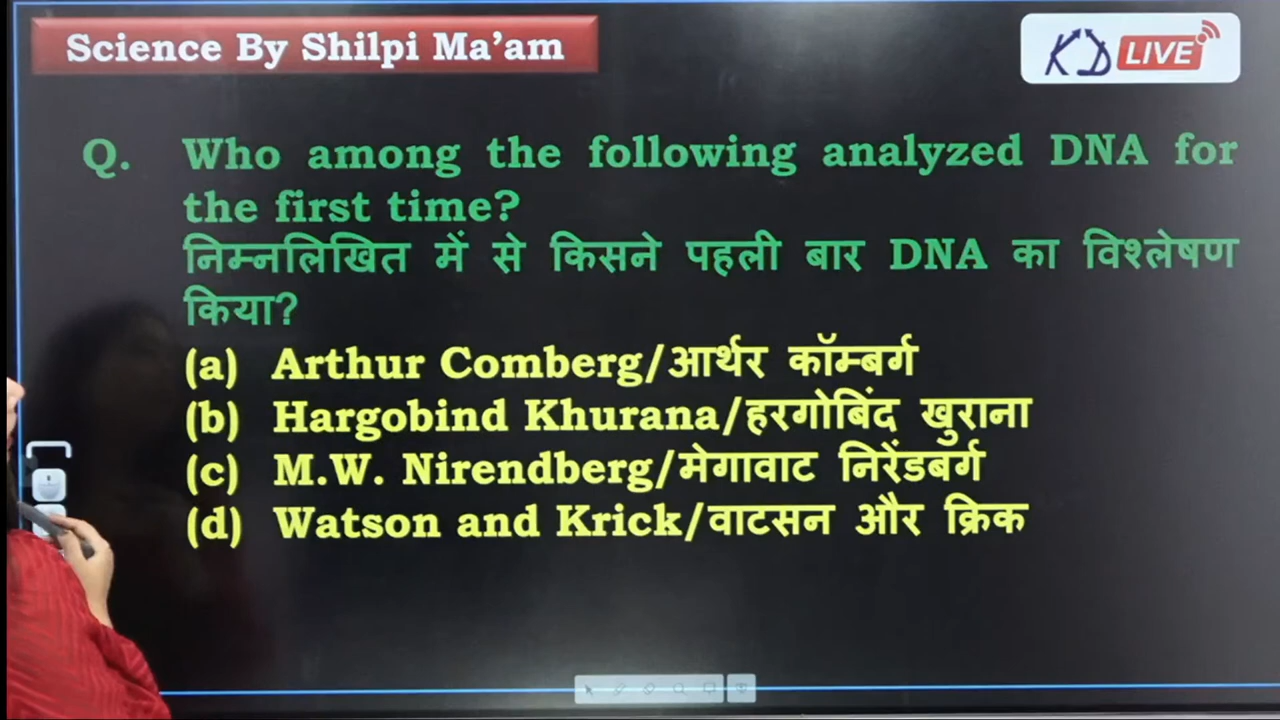 Science By Shilpi Ma’am
KD LIVE
Q. Who among the following analyzed DNA for
the first time?
निम्नलिखित में से किसने पहली बार DNA का विश्लेषण
किया?
(a) Arthur Comberg/आर्थर कॉम्बर्ग
(b) Hargobind Khurana/हरगोबिंद खुराना
(c) M.W. Nirendberg/मेगावाट निरेंडबर्ग
(d) Watson and Krick/वाटसन और क्रिक